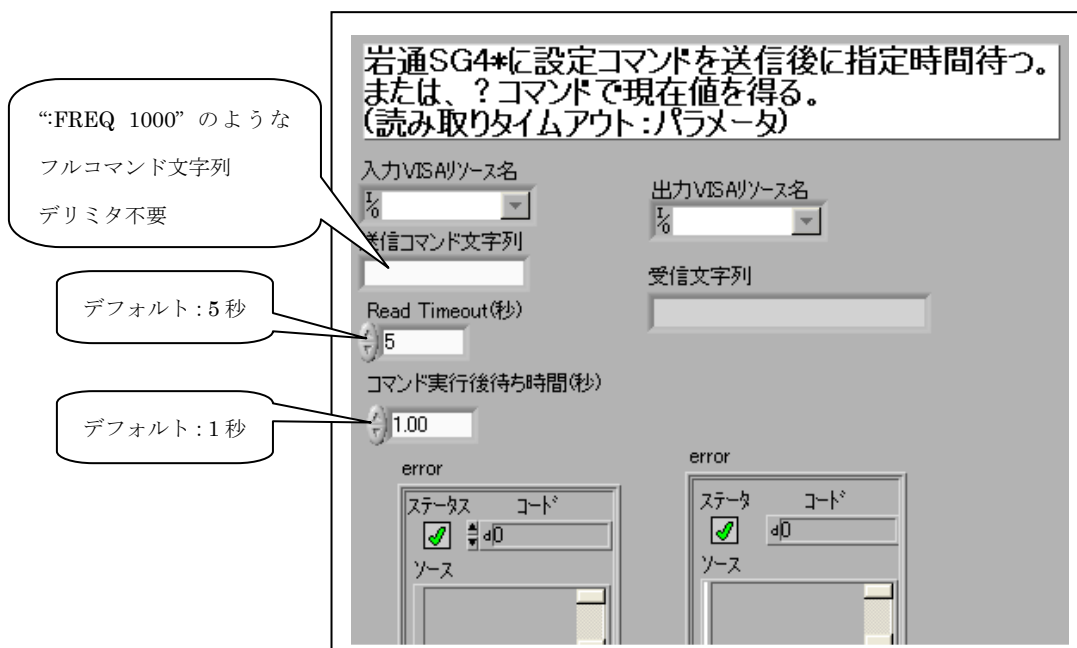 岩通SG4*に設定コマンドを送信後に指定時間待つ。
または、？コマンドで現在値を得る。
(読み取りタイムアウト:パラメータ)
“:FREQ 1000” のような
フルコマンド文字列
デリミタ不要
入力VISAリソース名
出力VISAリソース名
送信コマンド文字列
受信文字列
デフォルト:5秒
Read Timeout(秒)
5
コマンド実行後待ち時間(秒)
デフォルト:1秒
1.00
error
error
ステータス コード
ステータ コード
d0
d0
ソース
ソース